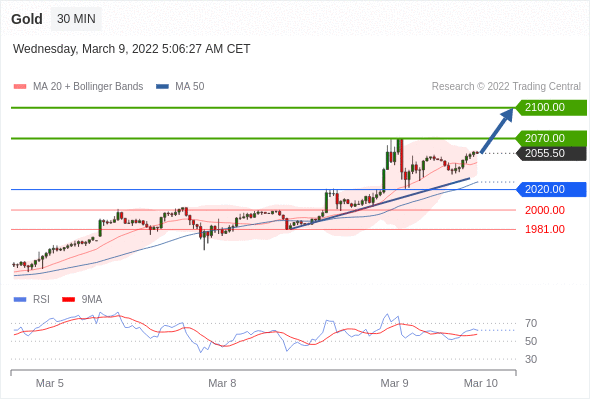 Gold 30 MIN
Wednesday, March 9, 2022 5:06:27 AM CET
MA 20 + Bollinger Bands MA 50 Research © 2022 Trading Central
2100.00
2070.00
2055.50
2020.00
2000.00
1981.00
RSI 9MA
70
50
30
Mar 5 Mar 8 Mar 9 Mar 10